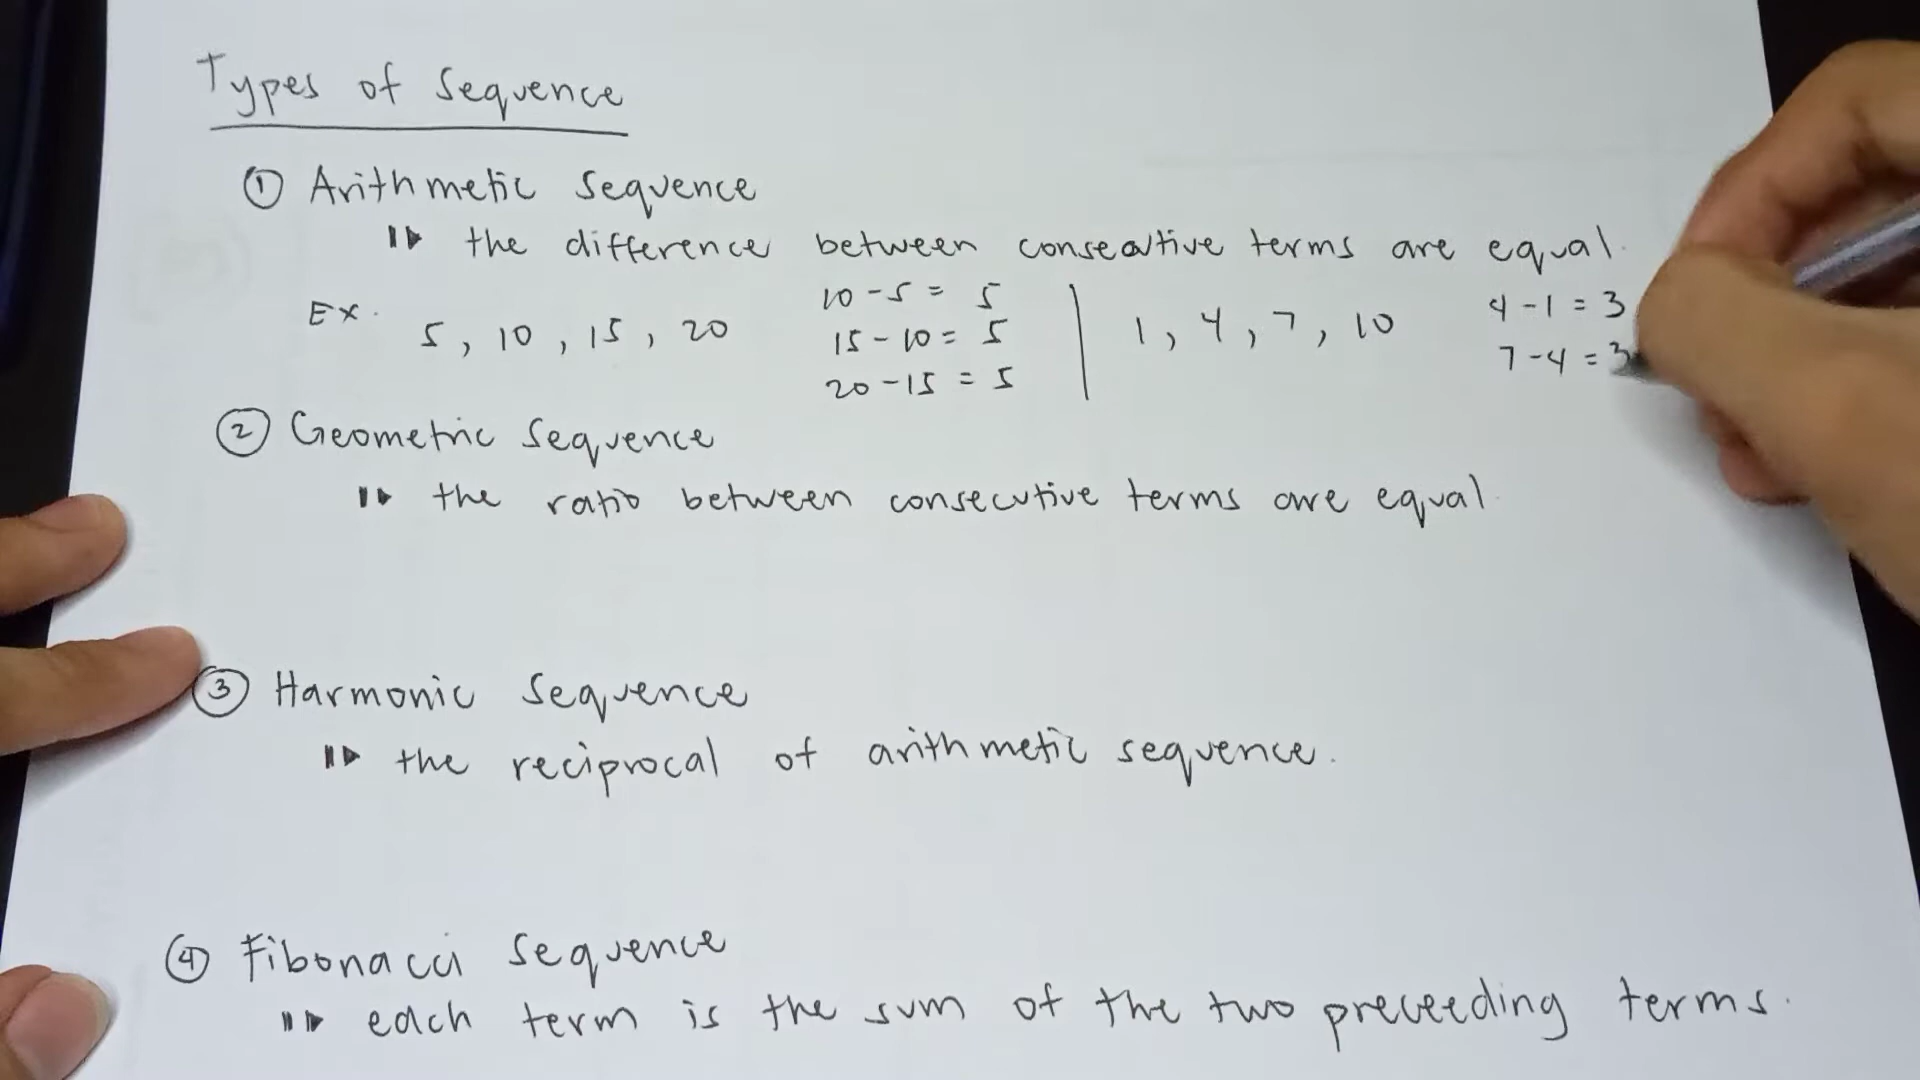 Types of Sequence
① Arithmetic Sequence
the difference between consecutive terms are equal.
Ex. 5, 10, 15, 20
10 - 5 = 5
15 - 10 = 5
20 - 15 = 5
1, 4, 7, 10
4 - 1 = 3
7 - 4 = 3
② Geometric Sequence
the ratio between consecutive terms are equal.
③ Harmonic Sequence
the reciprocal of arithmetic sequence.
④ Fibonacci Sequence
each term is the sum of the two preceeding terms.